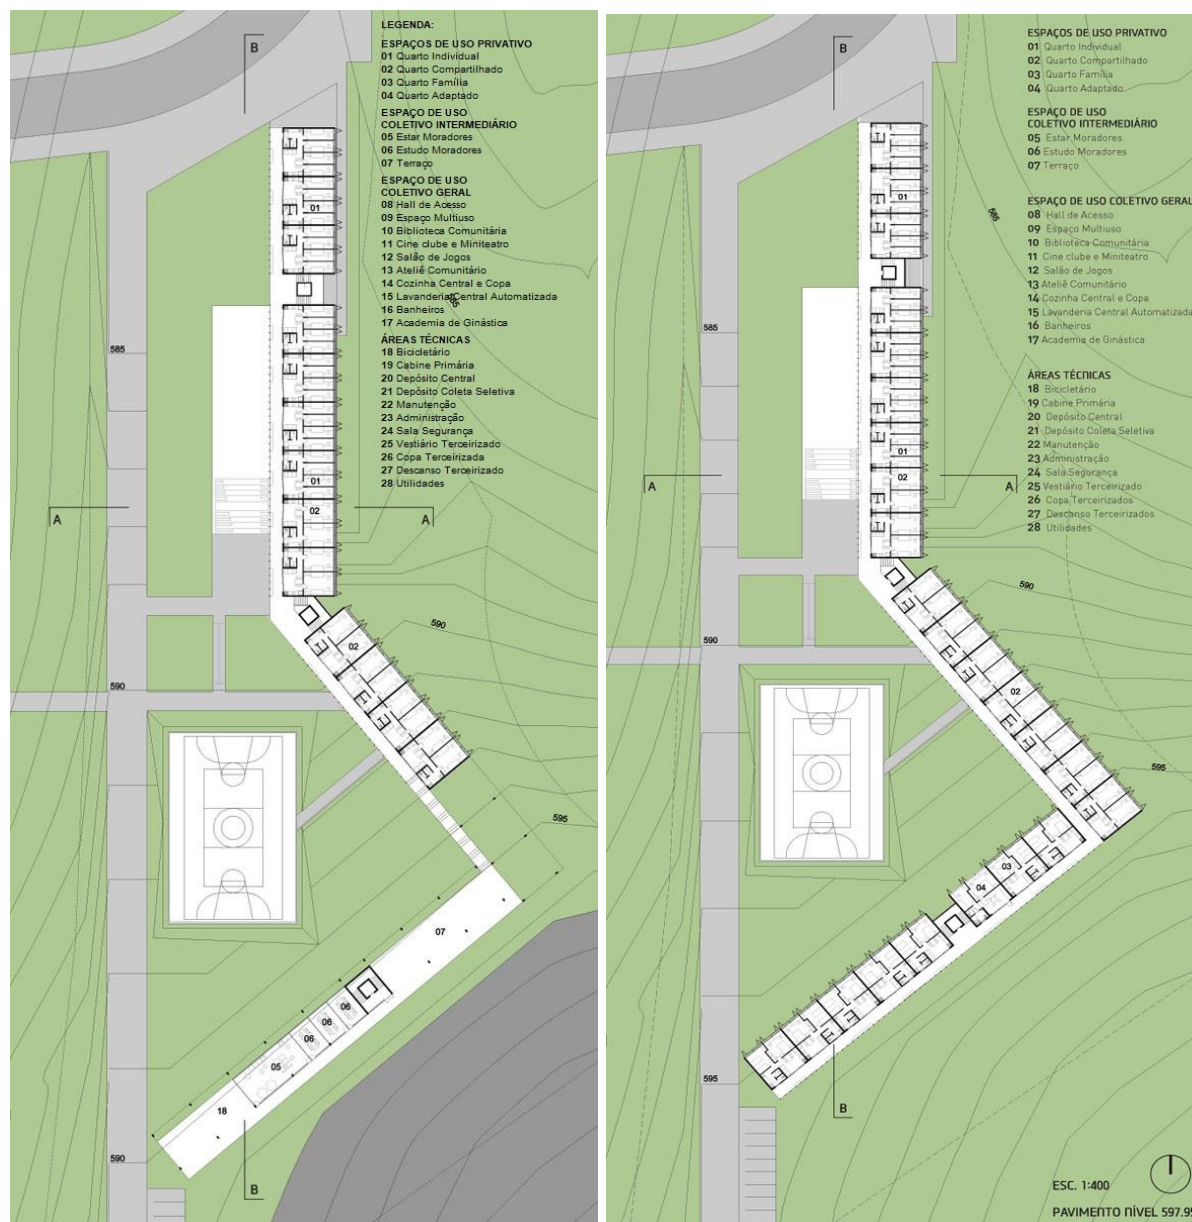 LEGENDA:
ESPAÇOS DE USO PRIVATIVO
01 Quarto Individual
02 Quarto Compartilhado
03 Quarto Família
04 Quarto Adaptado
ESPAÇO DE USO
COLETIVO INTERMEDIÁRIO
05 Estar Moradores
06 Estudo Moradores
07 Terraço
ESPAÇO DE USO
COLETIVO GERAL
08 Hall de Acesso
09 Espaço Multiuso
10 Biblioteca Comunitária
11 Cine clube e Miniteatro
12 Salão de Jogos
13 Ateliê Comunitário
14 Cozinha Central e Copa
15 Lavanderia Central Automatizada
16 Banheiros
17 Academia de Ginástica
ÁREAS TÉCNICAS
18 Bicicletário
19 Cabine Primária
20 Depósito Central
21 Depósito Coleta Seletiva
22 Manutenção
23 Administração
24 Sala Segurança
25 Vestiário Terceirizado
26 Copa Terceirizada
27 Descanso Terceirizado
28 Utilidades
B
01
585
585
01
02
A
A
590
02
590
595
07
06
06
06
05
18
590
B
ESPAÇOS DE USO PRIVATIVO
01 Quarto Individual
02 Quarto Compartilhado
03 Quarto Família
04 Quarto Adaptado
ESPAÇO DE USO
COLETIVO INTERMEDIÁRIO
05 Estar Moradores
06 Estudo Moradores
07 Terraço
ESPAÇO DE USO COLETIVO GERAL
08 Hall de Acesso
09 Espaço Multiuso
10 Biblioteca Comunitária
11 Cine clube e Miniteatro
12 Salão de Jogos
13 Ateliê Comunitário
14 Cozinha Central e Copa
15 Lavanderia Central Automatizada
16 Banheiros
17 Academia de Ginástica
ÁREAS TÉCNICAS
18 Bicicletário
19 Cabine Primária
20 Depósito Central
21 Depósito Coleta Seletiva
22 Manutenção
23 Administração
24 Sala Segurança
25 Vestiário Terceirizado
26 Copa Terceirizados
27 Descanso Terceirizado
28 Utilidades
B
01
585
585
01
02
A
A
590
590
02
595
03
04
595
B
ESC. 1:400
PAVIMENTO NÍVEL 597.95